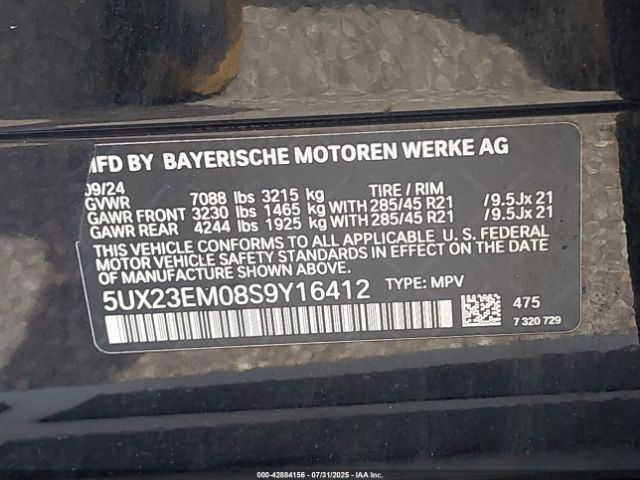 MFD BY BAYERISCHE MOTOREN WERKE AG
09/24
GVWR 7088 lbs 3215 kg TIRE / RIM
GAWR FRONT 3230 lbs 1465 kg WITH 285/45 R21 /9.5Jx21
GAWR REAR 4244 lbs 1925 kg WITH 285/45 R21 /9.5Jx21
THIS VEHICLE CONFORMS TO ALL APPLICABLE U. S. FEDERAL
MOTOR VEHICLE SAFETY STANDARDS IN EFFECT ON THE DATE
OF MANUFACTURE.
5UX23EM08S9Y16412 TYPE: MPV
475
7 320 729
000-42884156 - 07/31/2025 - IAA Inc.